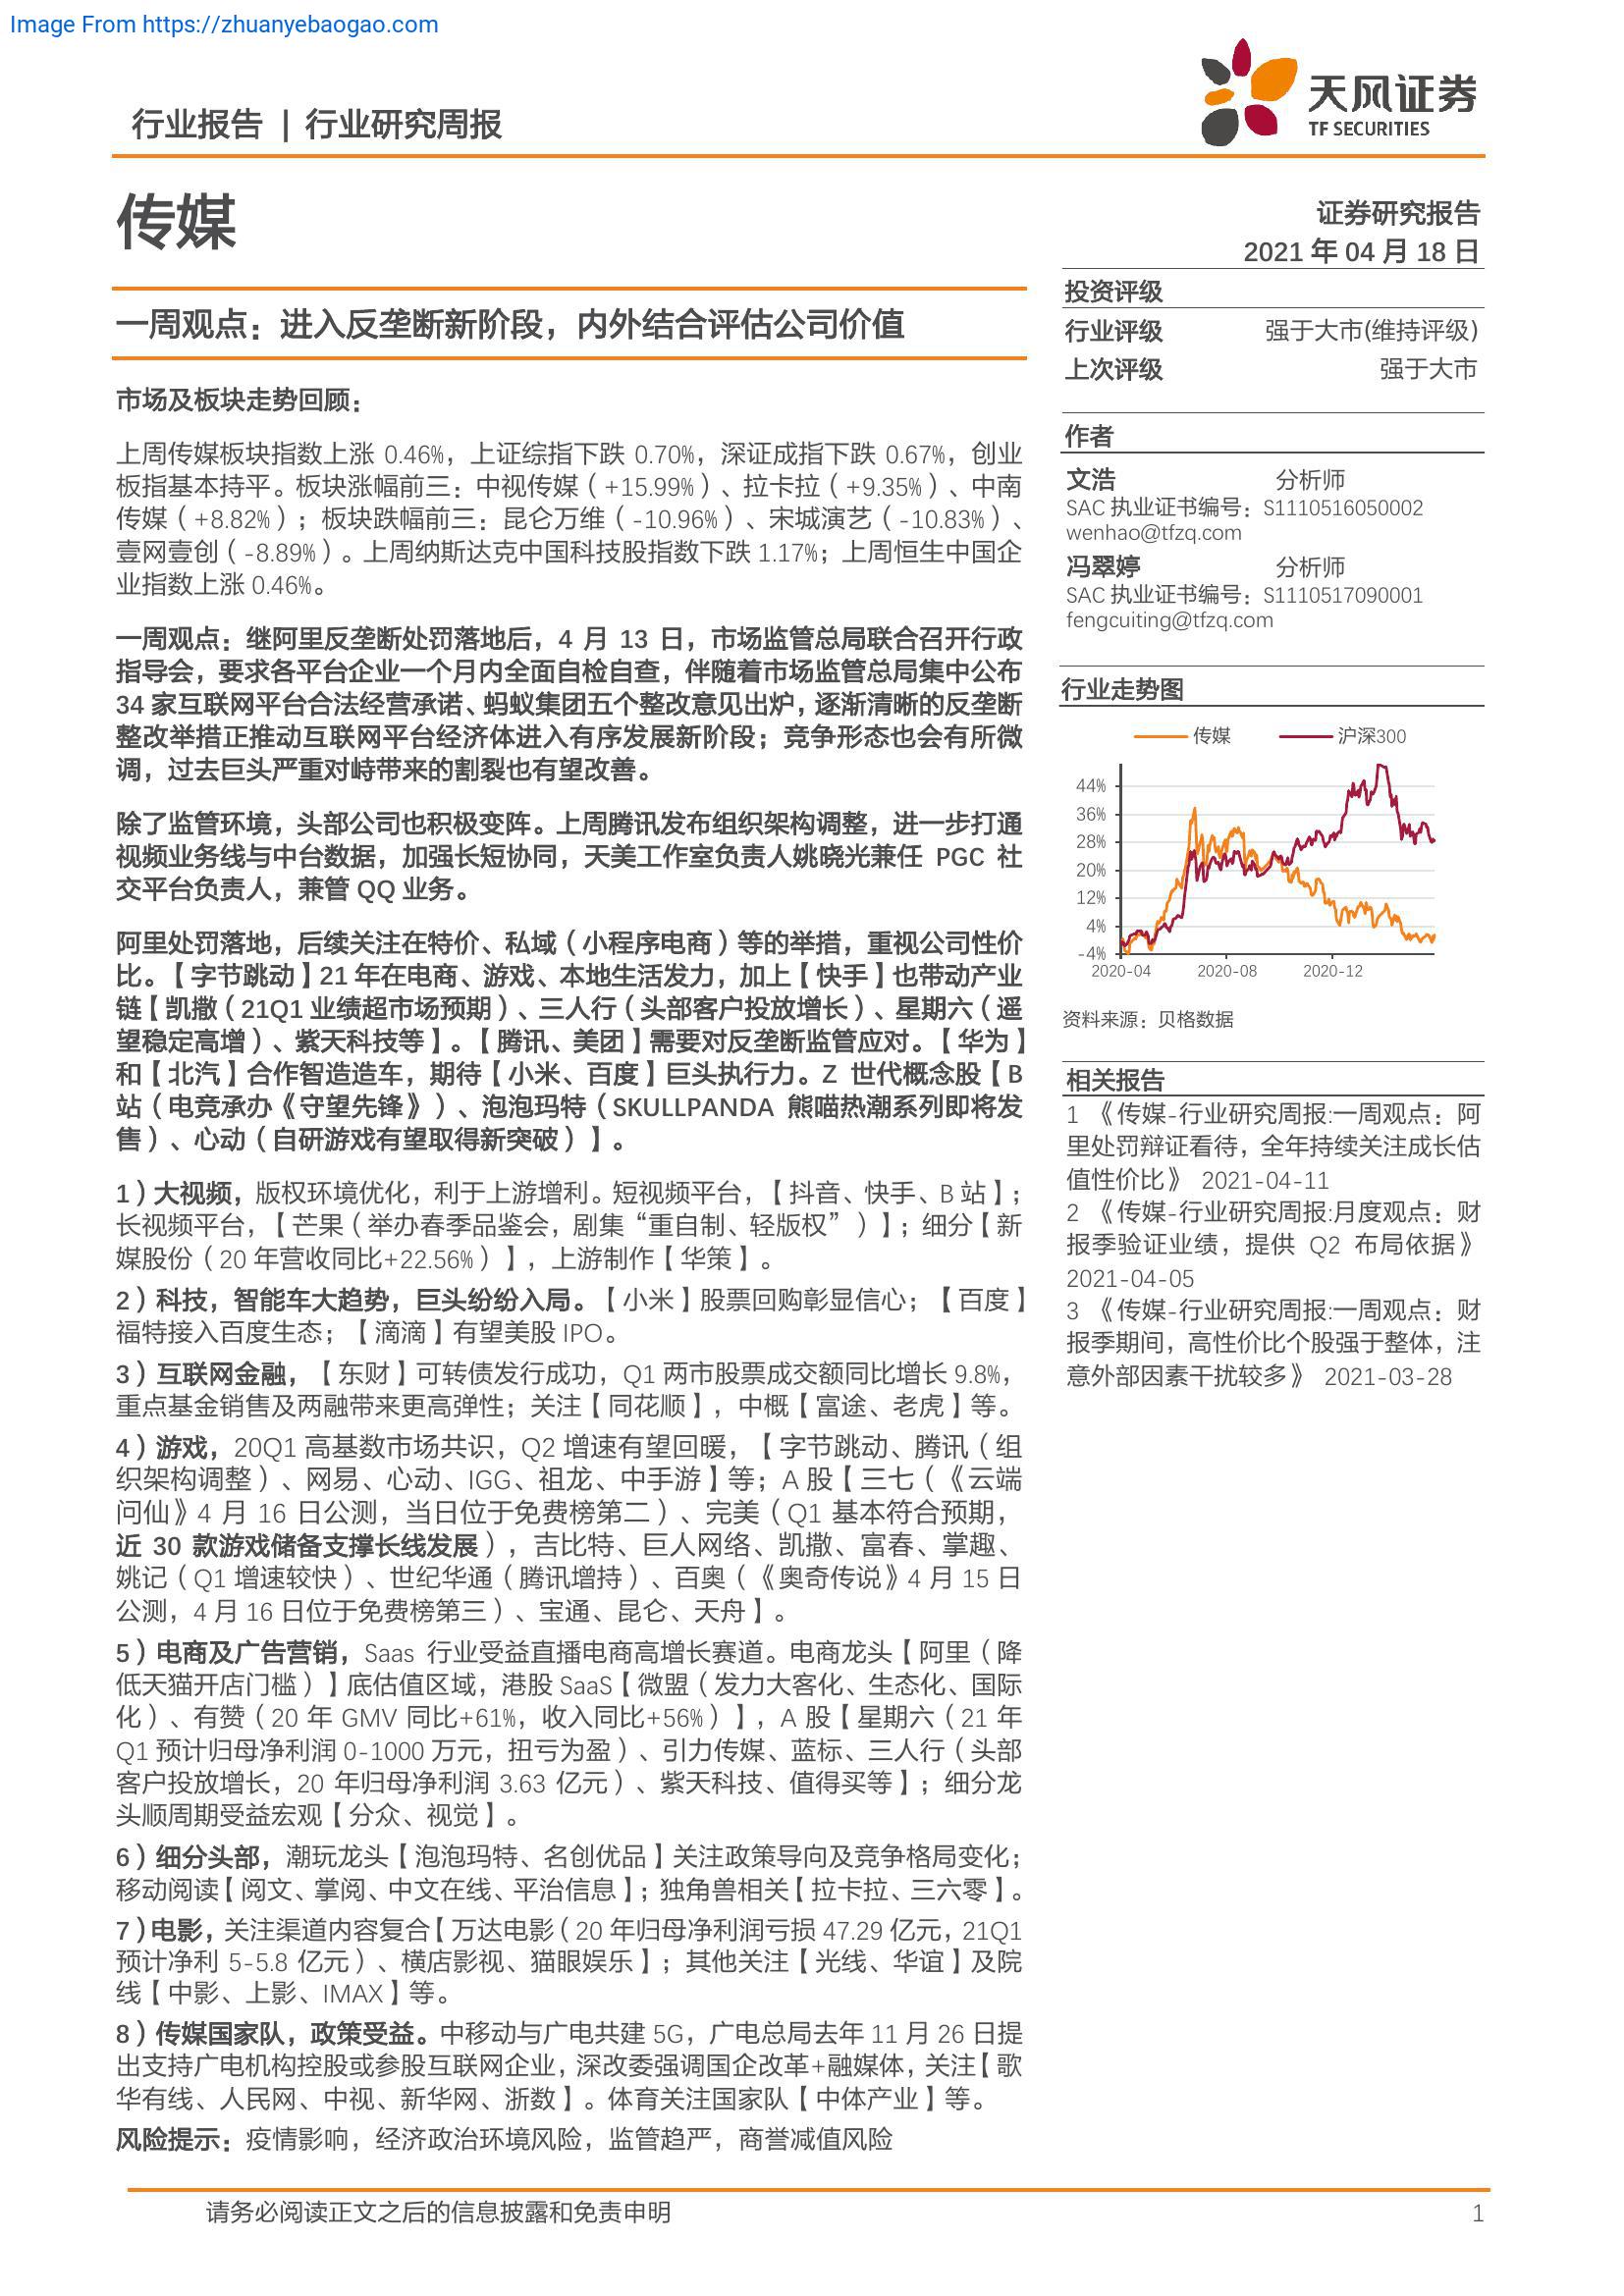 Image From https://zhuanyebaogao.com
行业报告 | 行业研究周报
天风证券
TF SECURITIES
传媒
证券研究报告
2021 年 04 月 18 日
一周观点：进入反垄断新阶段，内外结合评估公司价值
市场及板块走势回顾：
上周传媒板块指数上涨 0.46%，上证综指下跌 0.70%，深证成指下跌 0.67%，创业
板指基本持平。板块涨幅前三：中视传媒（+15.99%）、拉卡拉（+9.35%）、中南
传媒（+8.82%）；板块跌幅前三：昆仑万维（-10.96%）、宋城演艺（-10.83%）、
壹网壹创（-8.89%）。上周纳斯达克中国科技股指数下跌 1.17%；上周恒生中国企
业指数上涨 0.46%。
一周观点：继阿里反垄断处罚落地后，4 月 13 日，市场监管总局联合召开行政
指导会，要求各平台企业一个月内全面自检自查，伴随着市场监管总局集中公布
34 家互联网平台合法经营承诺、蚂蚁集团五个整改意见出炉，逐渐清晰的反垄断
整改举措正推动互联网平台经济体进入有序发展新阶段；竞争形态也会有所微
调，过去巨头严重对峙带来的割裂也有望改善。
除了监管环境，头部公司也积极变阵。上周腾讯发布组织架构调整，进一步打通
视频业务线与中台数据，加强长短协同，天美工作室负责人姚晓光兼任 PGC 社
交平台负责人，兼管 QQ 业务。
阿里处罚落地，后续关注在特价、私域（小程序电商）等的举措，重视公司性价
比。【字节跳动】21 年在电商、游戏、本地生活发力，加上【快手】也带动产业
链【凯撒（21Q1 业绩超市场预期）、三人行（头部客户投放增长）、星期六（遥
望稳定高增）、紫天科技等】。【腾讯、美团】需要对反垄断监管应对。【华为】
和【北汽】合作智造造车，期待【小米、百度】巨头执行力。Z 世代概念股【B
站（电竞承办《守望先锋》）、泡泡玛特（SKULLPANDA 熊喵热潮系列即将发
售）、心动（自研游戏有望取得新突破）】。
1）大视频，版权环境优化，利于上游增利。短视频平台，【抖音、快手、B 站】；
长视频平台，【芒果（举办春季品鉴会，剧集“重自制、轻版权”）】；细分【新
媒股份（20 年营收同比+22.56%）】，上游制作【华策】。
2）科技，智能车大趋势，巨头纷纷入局。【小米】股票回购彰显信心；【百度】
福特接入百度生态；【滴滴】有望美股 IPO。
3）互联网金融，【东财】可转债发行成功，Q1 两市股票成交额同比增长 9.8%，
重点基金销售及两融带来更高弹性；关注【同花顺】，中概【富途、老虎】等。
4）游戏，20Q1 高基数市场共识，Q2 增速有望回暖，【字节跳动、腾讯（组
织架构调整）、网易、心动、IGG、祖龙、中手游】等；A 股【三七（《云端
问仙》4 月 16 日公测，当日位于免费榜第二）、完美（Q1 基本符合预期，
近 30 款游戏储备支撑长线发展），吉比特、巨人网络、凯撒、富春、掌趣、
姚记（Q1 增速较快）、世纪华通（腾讯增持）、百奥（《奥奇传说》4 月 15 日
公测，4 月 16 日位于免费榜第三）、宝通、昆仑、天舟】。
5）电商及广告营销，Saas 行业受益直播电商高增长赛道。电商龙头【阿里（降
低天猫开店门槛）】底估值区域，港股 SaaS【微盟（发力大客化、生态化、国际
化）、有赞（20 年 GMV 同比+61%，收入同比+56%）】，A 股【星期六（21 年
Q1 预计归母净利润 0-1000 万元，扭亏为盈）、引力传媒、蓝标、三人行（头部
客户投放增长，20 年归母净利润 3.63 亿元）、紫天科技、值得买等】；细分龙
头顺周期受益宏观【分众、视觉】。
6）细分头部，潮玩龙头【泡泡玛特、名创优品】关注政策导向及竞争格局变化；
移动阅读【阅文、掌阅、中文在线、平治信息】；独角兽相关【拉卡拉、三六零】。
7）电影，关注渠道内容复合【万达电影（20 年归母净利润亏损 47.29 亿元，21Q1
预计净利 5-5.8 亿元）、横店影视、猫眼娱乐】；其他关注【光线、华谊】及院
线【中影、上影、IMAX】等。
8）传媒国家队，政策受益。中移动与广电共建 5G，广电总局去年 11 月 26 日提
出支持广电机构控股或参股互联网企业，深改委强调国企改革+融媒体，关注【歌
华有线、人民网、中视、新华网、浙数】。体育关注国家队【中体产业】等。
风险提示：疫情影响，经济政治环境风险，监管趋严，商誉减值风险
投资评级
行业评级 强于大市(维持评级)
上次评级 强于大市
作者
文浩 分析师
SAC 执业证书编号：S1110516050002
wenhao@tfzq.com
冯翠婷 分析师
SAC 执业证书编号：S1110517090001
fengcuiting@tfzq.com
行业走势图
传媒 沪深300
44%
36%
28%
20%
12%
4%
-4%
2020-04 2020-08 2020-12
资料来源：贝格数据
相关报告
1 《传媒-行业研究周报:一周观点：阿
里处罚辩证看待，全年持续关注成长估
值性价比》 2021-04-11
2 《传媒-行业研究周报:月度观点：财
报季验证业绩，提供 Q2 布局依据》
2021-04-05
3 《传媒-行业研究周报:一周观点：财
报季期间，高性价比个股强于整体，注
意外部因素干扰较多》 2021-03-28
请务必阅读正文之后的信息披露和免责申明 1